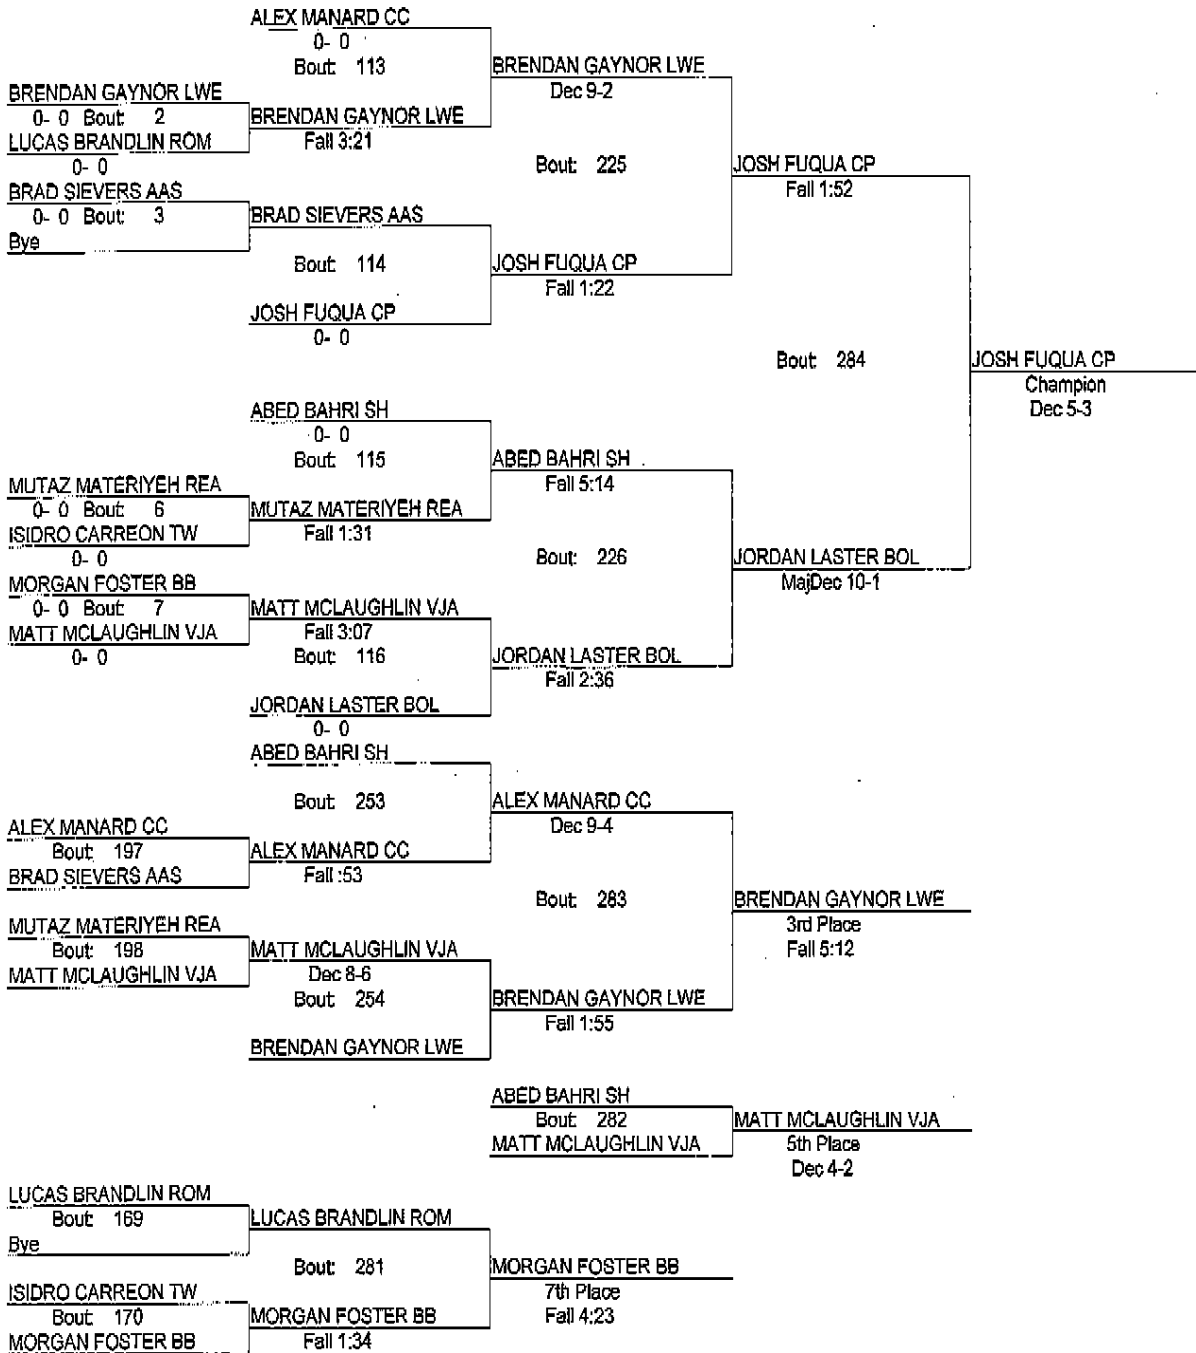 ALEX MANARD CC
0- 0
Bout: 113
BRENDAN GAYNOR LWE
Dec 9-2
BRENDAN GAYNOR LWE
0- 0 Bout: 2
BRENDAN GAYNOR LWE
Fall 3:21
LUCAS BRANDLIN ROM
0- 0
Bout: 225
JOSH FUQUA CP
Fall 1:52
BRAD SIEVERS AAS
0- 0 Bout: 3
BRAD SIEVERS AAS
Bye
Bout: 114
JOSH FUQUA CP
Fall 1:22
JOSH FUQUA CP
0- 0
Bout: 284
JOSH FUQUA CP
Champion
Dec 5-3
ABED BAHRI SH
0- 0
Bout: 115
ABED BAHRI SH
Fall 5:14
MUTAZ MATERIYEH REA
0- 0 Bout: 6
MUTAZ MATERIYEH REA
Fall 1:31
ISIDRO CARREON TW
0- 0
Bout: 226
JORDAN LASTER BOL
MajDec 10-1
MORGAN FOSTER BB
0- 0 Bout: 7
MATT MCLAUGHLIN VJA
Fall 3:07
MATT MCLAUGHLIN VJA
0- 0
Bout: 116
JORDAN LASTER BOL
Fall 2:36
JORDAN LASTER BOL
0- 0
ABED BAHRI SH
Bout: 253
ALEX MANARD CC
Dec 9-4
ALEX MANARD CC
Bout: 197
ALEX MANARD CC
Fall :53
BRAD SIEVERS AAS
Bout: 283
BRENDAN GAYNOR LWE
3rd Place
Fall 5:12
MUTAZ MATERIYEH REA
Bout: 198
MATT MCLAUGHLIN VJA
Dec 8-6
MATT MCLAUGHLIN VJA
Bout: 254
BRENDAN GAYNOR LWE
Fall 1:55
BRENDAN GAYNOR LWE
ABED BAHRI SH
Bout: 282
MATT MCLAUGHLIN VJA
MATT MCLAUGHLIN VJA
5th Place
Dec 4-2
LUCAS BRANDLIN ROM
Bout: 169
LUCAS BRANDLIN ROM
Bye
Bout: 281
MORGAN FOSTER BB
7th Place
Fall 4:23
ISIDRO CARREON TW
Bout: 170
MORGAN FOSTER BB
Fall 1:34
MORGAN FOSTER BB